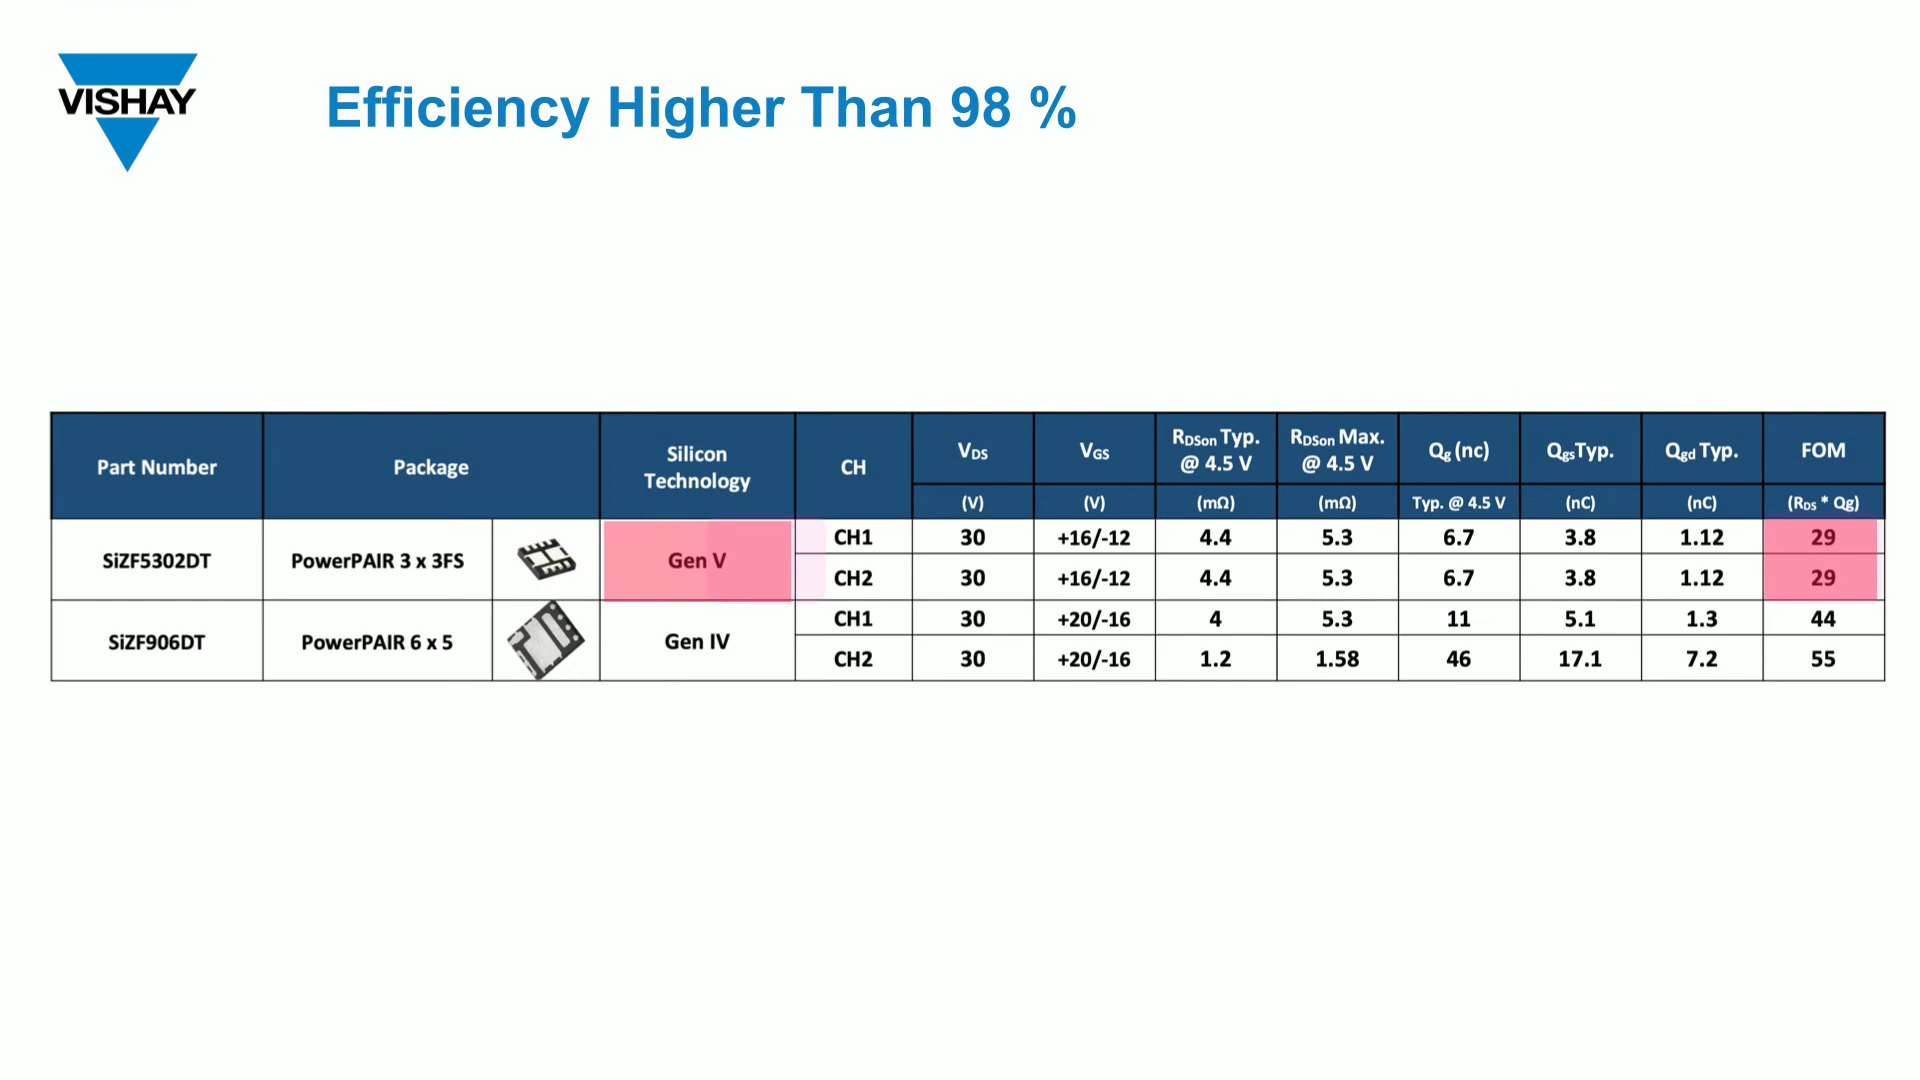 VISHAY
Efficiency Higher Than 98 %
Part Number Package Silicon Technology CH VDS VGS RDSon Typ. @ 4.5 V RDSon Max. @ 4.5 V Qg (nc) QgsTyp. Qgd Typ. FOM
(V) (V) (mΩ) (mΩ) Typ. @ 4.5 V (nC) (nC) (RDS * Qg)
SiZF5302DT PowerPAIR 3 x 3FS Gen V CH1 30 +16/-12 4.4 5.3 6.7 3.8 1.12 29
CH2 30 +16/-12 4.4 5.3 6.7 3.8 1.12 29
SiZF906DT PowerPAIR 6 x 5 Gen IV CH1 30 +20/-16 4 5.3 11 5.1 1.3 44
CH2 30 +20/-16 1.2 1.58 46 17.1 7.2 55